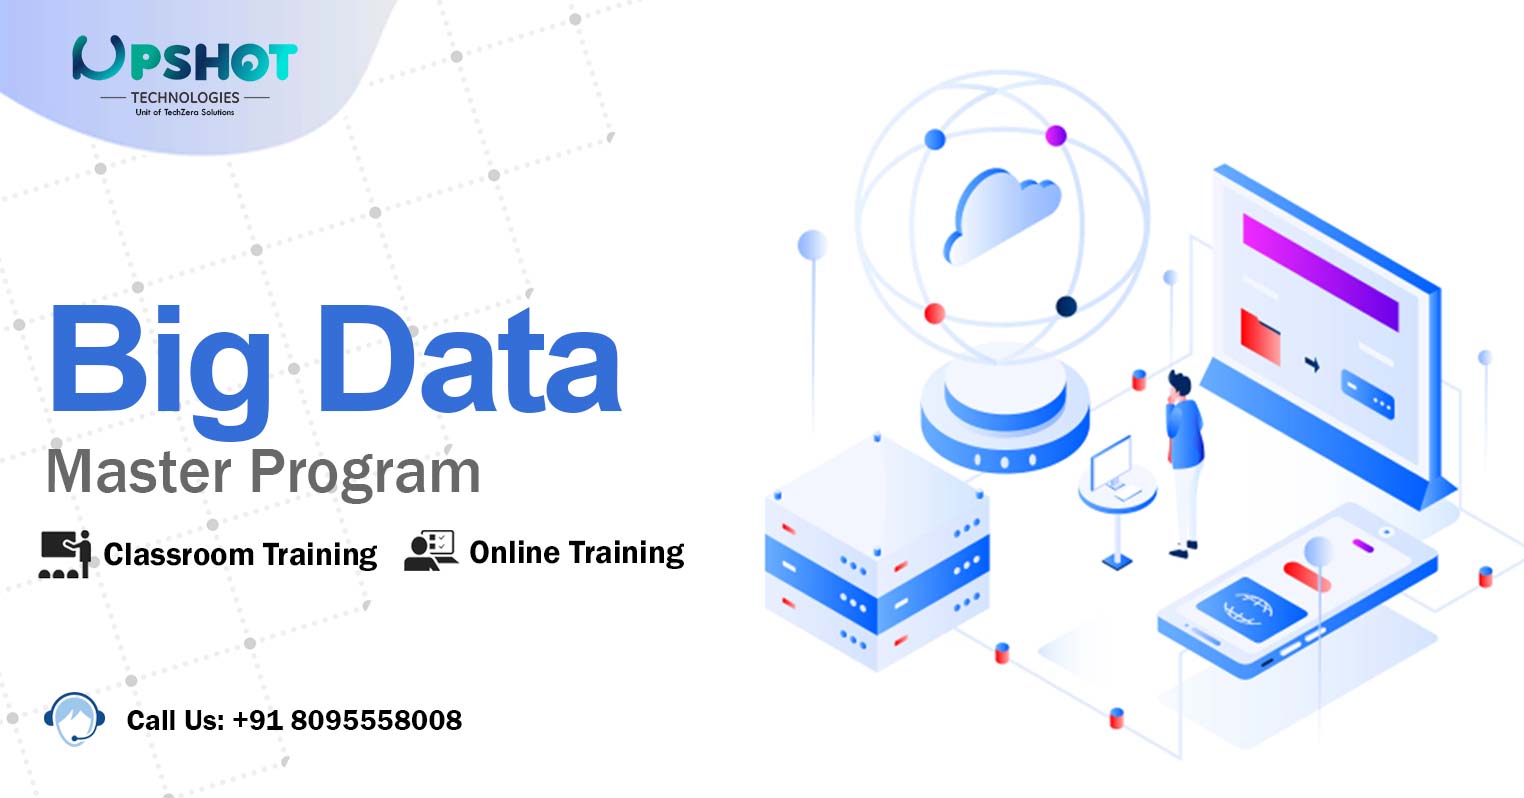 UPSHOT
TECHNOLOGIES
Unit of TechZera Solutions
Big Data
Master Program
Classroom Training
Online Training
Call Us: +91 8095558008